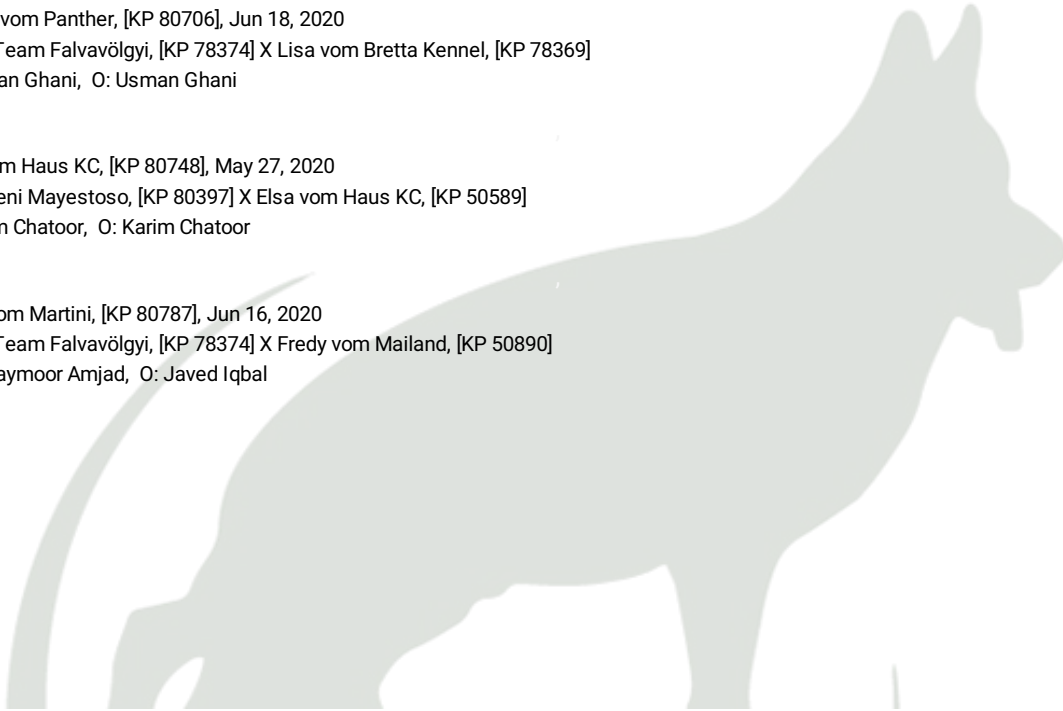 vom Panther, [KP 80706], Jun 18, 2020
Team Falvavölgyi, [KP 78374] X Lisa vom Bretta Kennel, [KP 78369]
an Ghani, O: Usman Ghani
m Haus KC, [KP 80748], May 27, 2020
eni Mayestoso, [KP 80397] X Elsa vom Haus KC, [KP 50589]
n Chatoor, O: Karim Chatoor
om Martini, [KP 80787], Jun 16, 2020
Team Falvavölgyi, [KP 78374] X Fredy vom Mailand, [KP 50890]
aymoor Amjad, O: Javed Iqbal